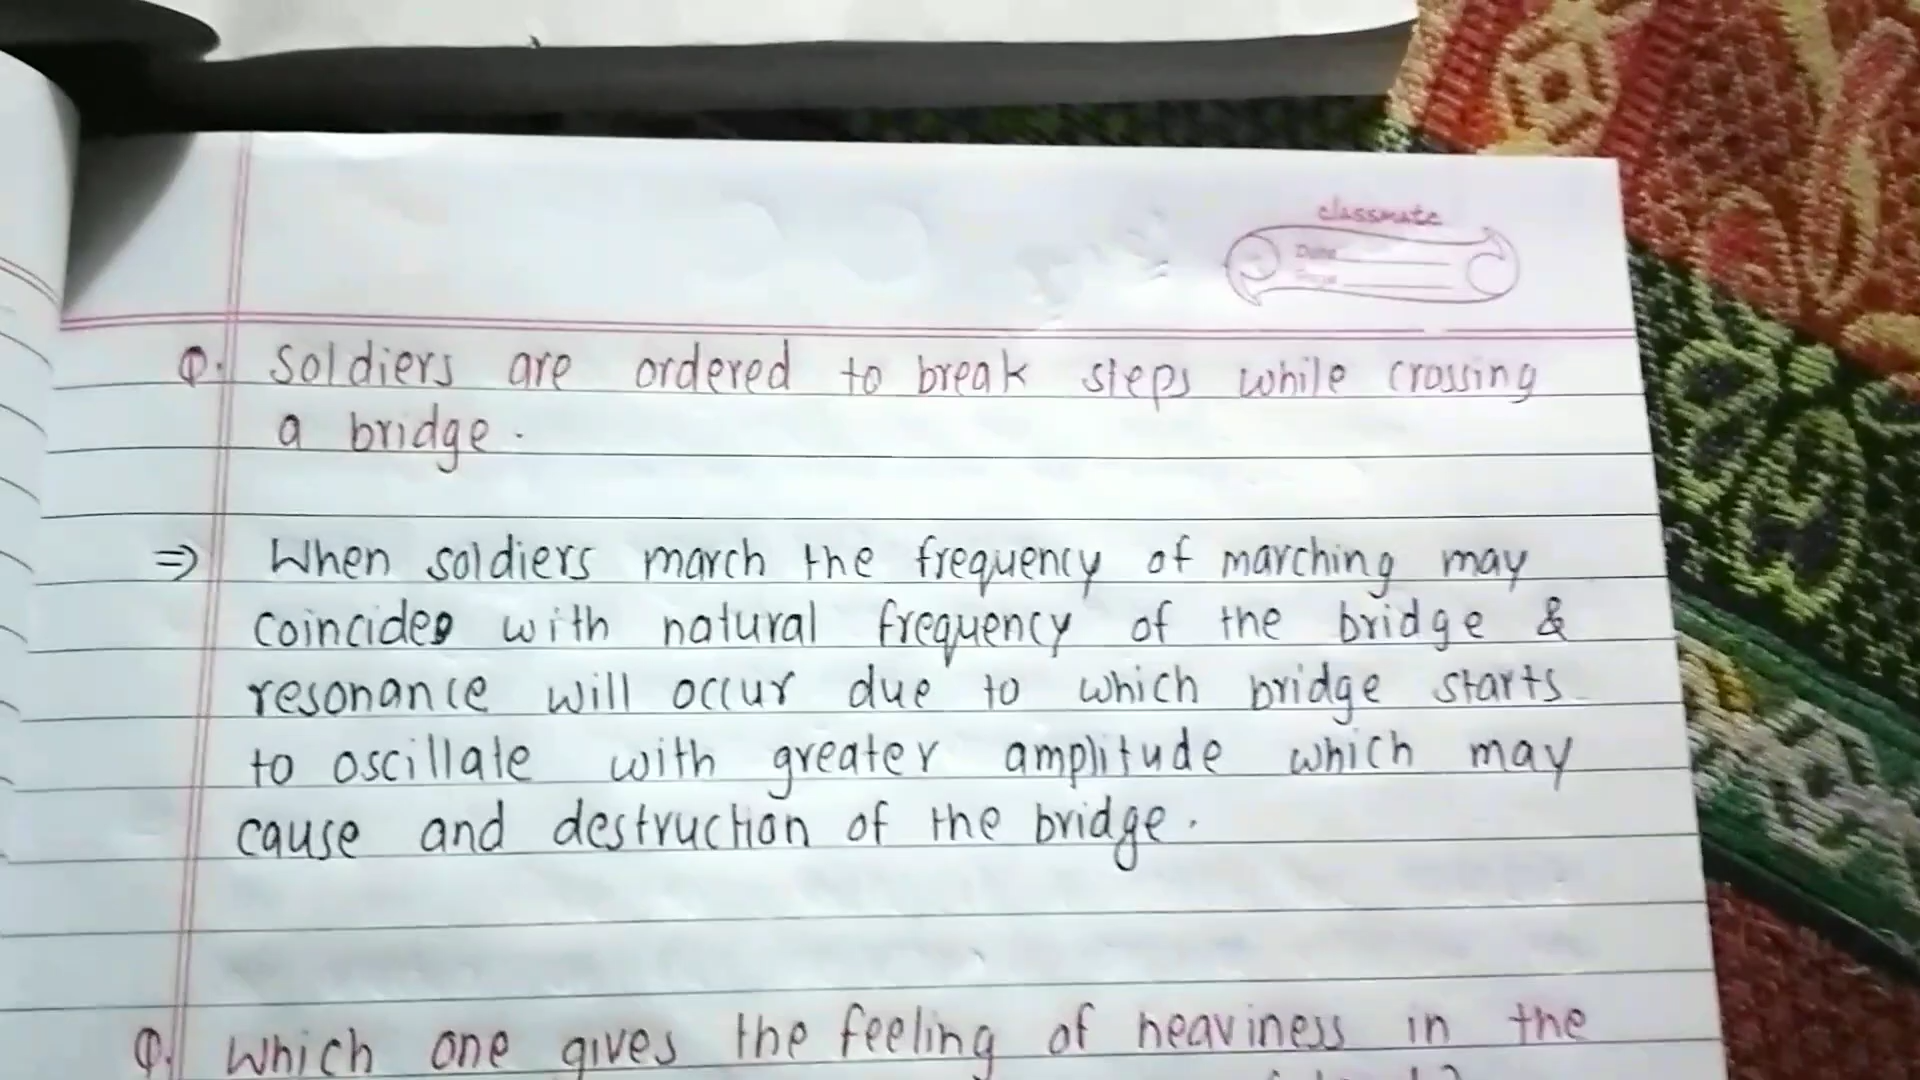 classmate
Date
Page
Q. Soldiers are ordered to break steps while crossing
a bridge.
⇒ When soldiers march the frequency of marching may
coincides with natural frequency of the bridge &
resonance will occur due to which bridge starts
to oscillate with greater amplitude which may
cause and destruction of the bridge.
Q. Which one gives the feeling of heaviness in the